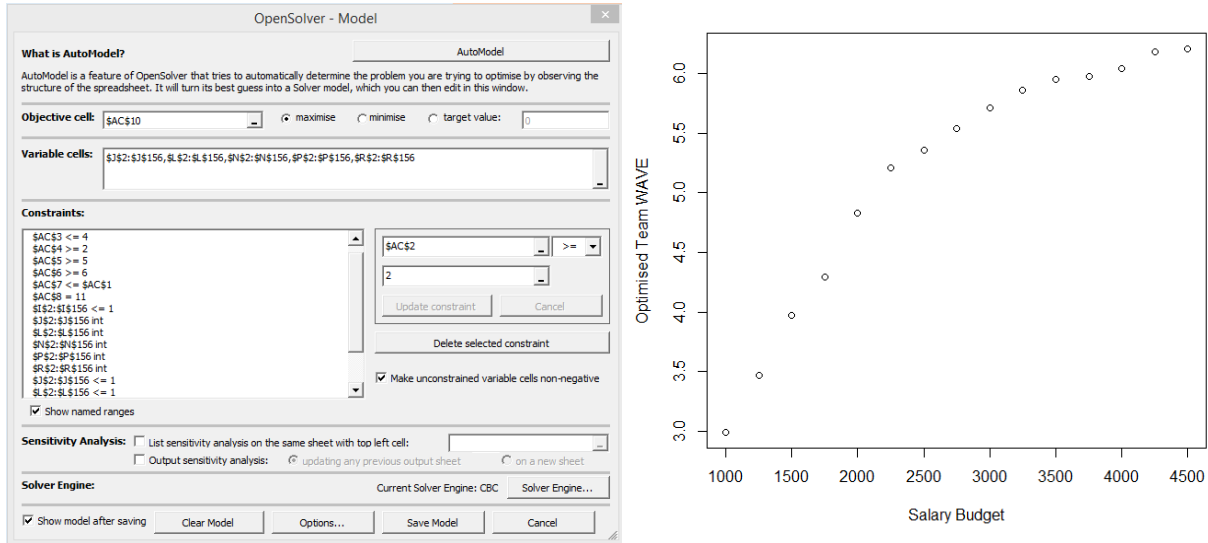 OpenSolver - Model
×
What is AutoModel?
AutoModel
AutoModel is a feature of OpenSolver that tries to automatically determine the problem you are trying to optimise by observing the
structure of the spreadsheet. It will turn its best guess into a Solver model, which you can then edit in this window.
Objective cell: $AC$10 _ maximise minimise target value: 0
Variable cells: $J$2:$J$156,$L$2:$L$156,$N$2:$N$156,$P$2:$P$156,$R$2:$R$156
_
Constraints:
$AC$3 <= 4
$AC$4 >= 2
$AC$5 >= 5
$AC$6 >= 6
$AC$7 <= $AC$1
$AC$8 = 11
$I$2:$I$156 <= 1
$J$2:$J$156 int
$L$2:$L$156 int
$N$2:$N$156 int
$P$2:$P$156 int
$R$2:$R$156 int
$J$2:$J$156 <= 1
$L$2:$L$156 <= 1
$AC$2 _ >=
2 _
Update constraint Cancel
Delete selected constraint
Make unconstrained variable cells non-negative
Show named ranges
Sensitivity Analysis: List sensitivity analysis on the same sheet with top left cell: _
Output sensitivity analysis: updating any previous output sheet on a new sheet
Solver Engine:
Current Solver Engine: CBC Solver Engine...
Show model after saving Clear Model Options... Save Model Cancel
Optimised Team WAVE
6.0
5.5
5.0
4.5
4.0
3.5
3.0
1000 1500 2000 2500 3000 3500 4000 4500
Salary Budget